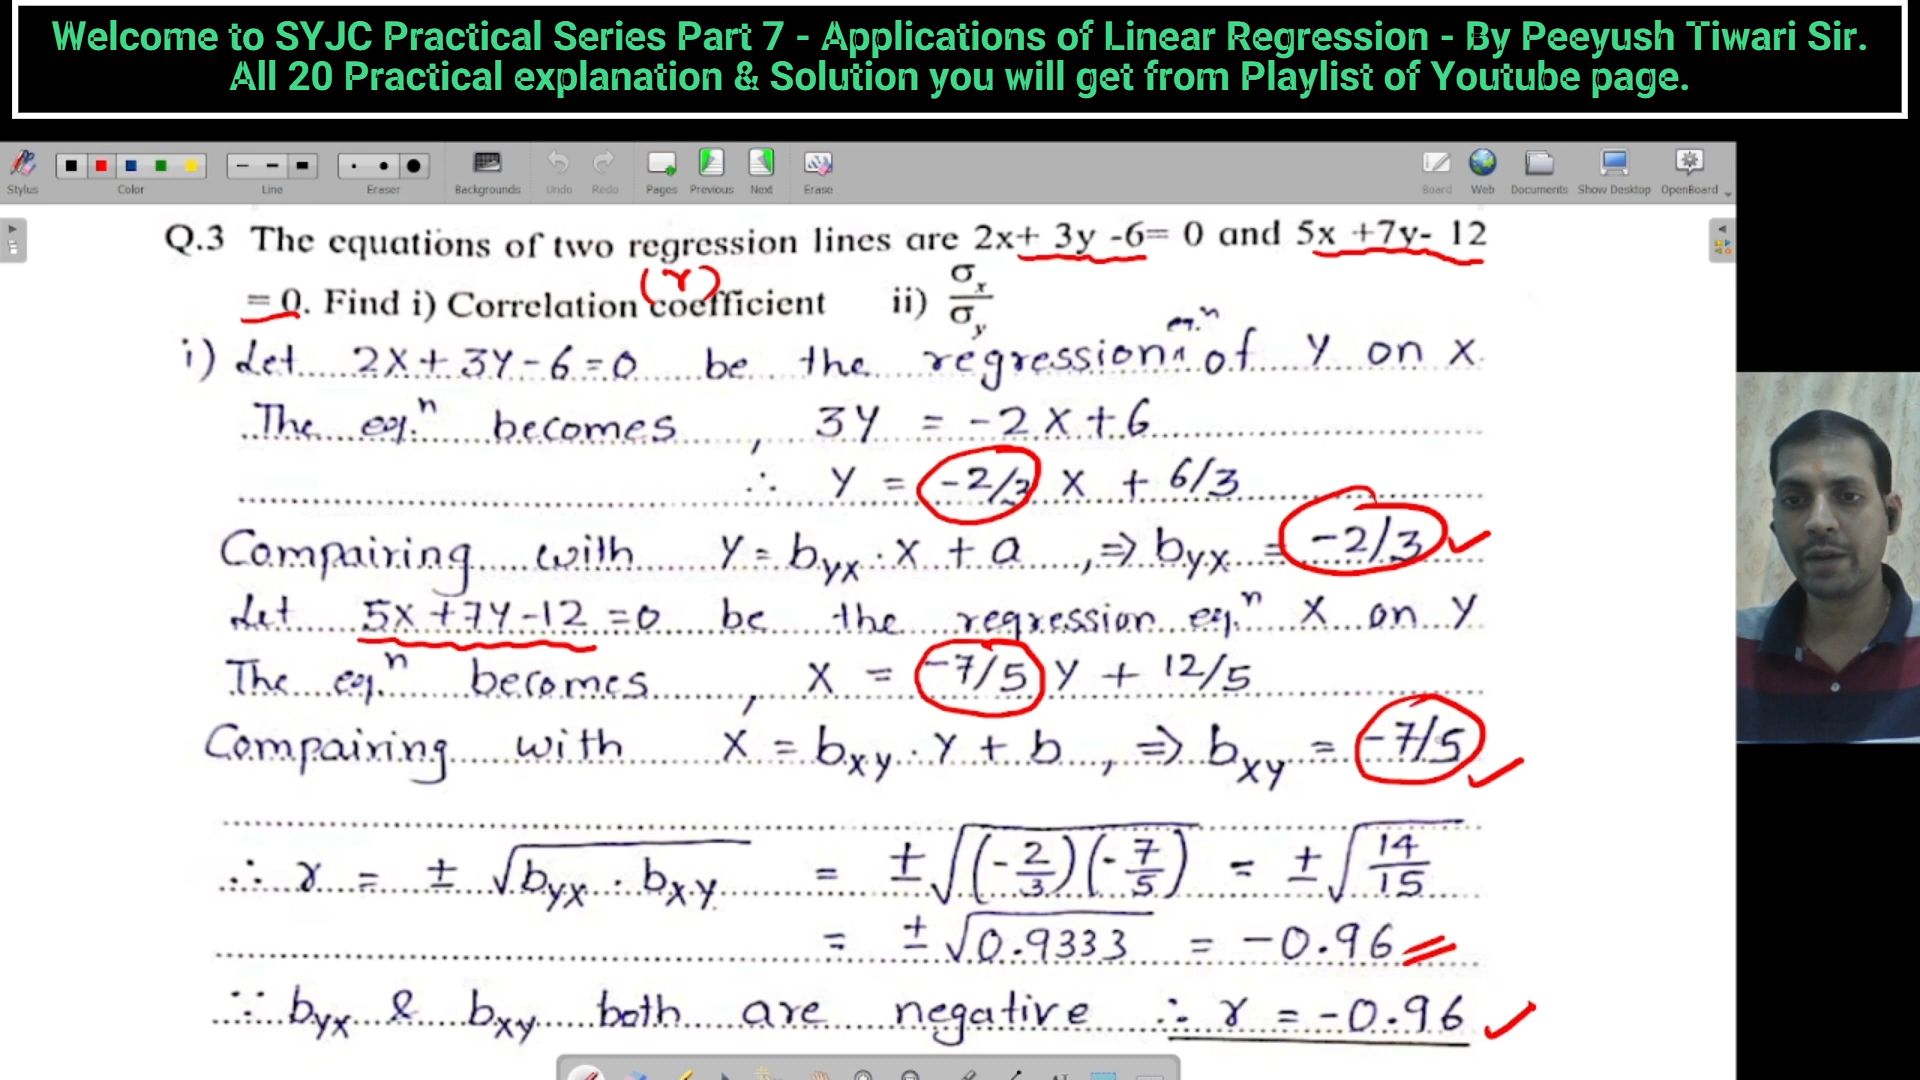 Welcome to SYJC Practical Series Part 7 - Applications of Linear Regression - By Peeyush Tiwari Sir.
All 20 Practical explanation & Solution you will get from Playlist of Youtube page.
Stylus Color Line Eraser Backgrounds Undo Redo Pages Previous Next Erase Board Web Documents Show Desktop OpenBoard
Q.3 The equations of two regression lines are 2x+ 3y -6= 0 and 5x +7y- 12
(r)
= 0. Find i) Correlation coefficient ii) σx/σy
i) Let 2X+3Y-6=0 be the regression eq.n of Y on X
The eq.n becomes, 3Y = -2X+6
∴ Y = -2/3 X + 6/3
Compairing with Y = byx·X + a, ⇒ byx = -2/3
Let 5X+7Y-12=0 be the regression eq.n X on Y
The eq.n becomes, X = -7/5 Y + 12/5
Compairing with X = bxy·Y + b, ⇒ bxy = -7/5
∴ r = ± √byx·bxy = ±√(-2/3)(-7/5) = ±√14/15
= ±√0.9333 = -0.96
∵ byx & bxy both are negative ∴ r = -0.96